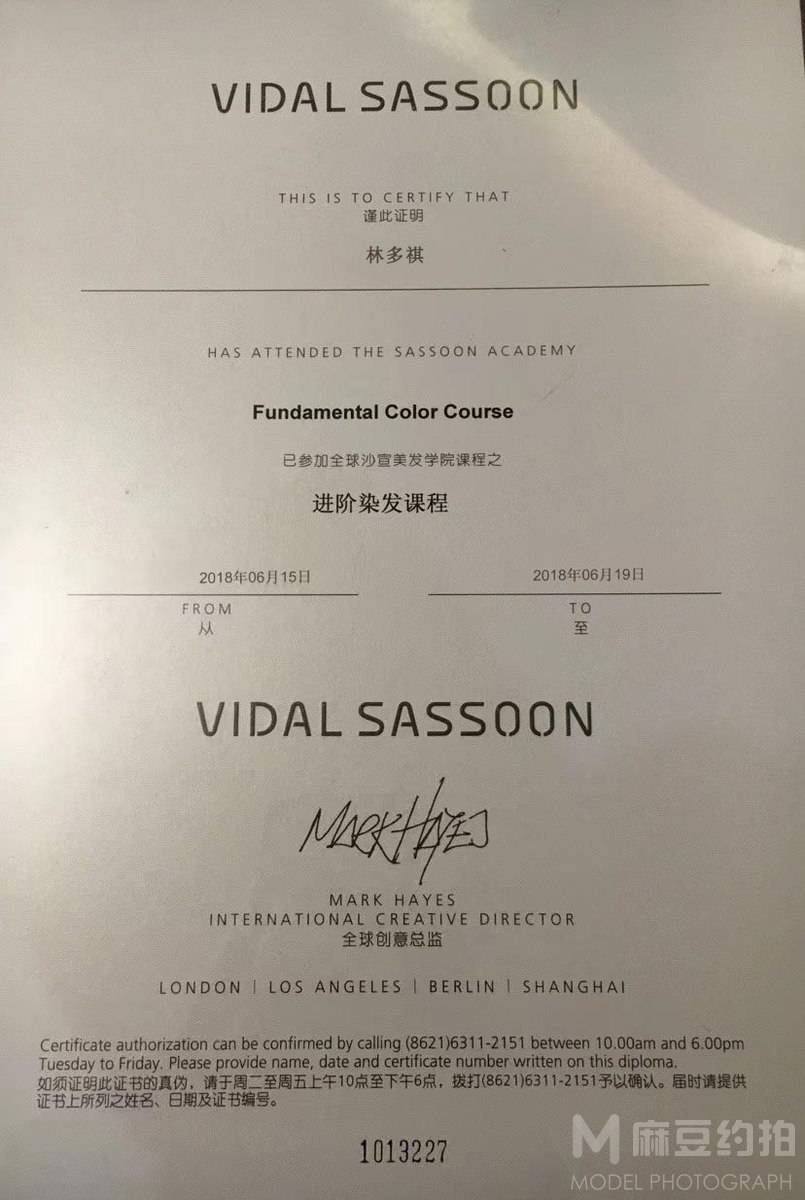 VIDAL SASSOON
THIS IS TO CERTIFY THAT
谨此证明
林多祺
HAS ATTENDED THE SASSOON ACADEMY
Fundamental Color Course
已参加全球沙宣美发学院课程之
进阶染发课程
2018年06月15日
2018年06月19日
FROM
TO
从
至
VIDAL SASSOON
MARK HAYES
MARK HAYES
INTERNATIONAL CREATIVE DIRECTOR
全球创意总监
LONDON | LOS ANGELES | BERLIN | SHANGHAI
Certificate authorization can be confirmed by calling (8621)6311-2151 between 10.00am and 6.00pm
Tuesday to Friday. Please provide name, date and certificate number written on this diploma.
如须证明此证书的真伪，请于周二至周五上午10点至下午6点，拨打(8621)6311-2151予以确认。届时请提供
证书上所列之姓名、日期及证书编号。
1013227
麻豆约拍
MODEL PHOTOGRAPH